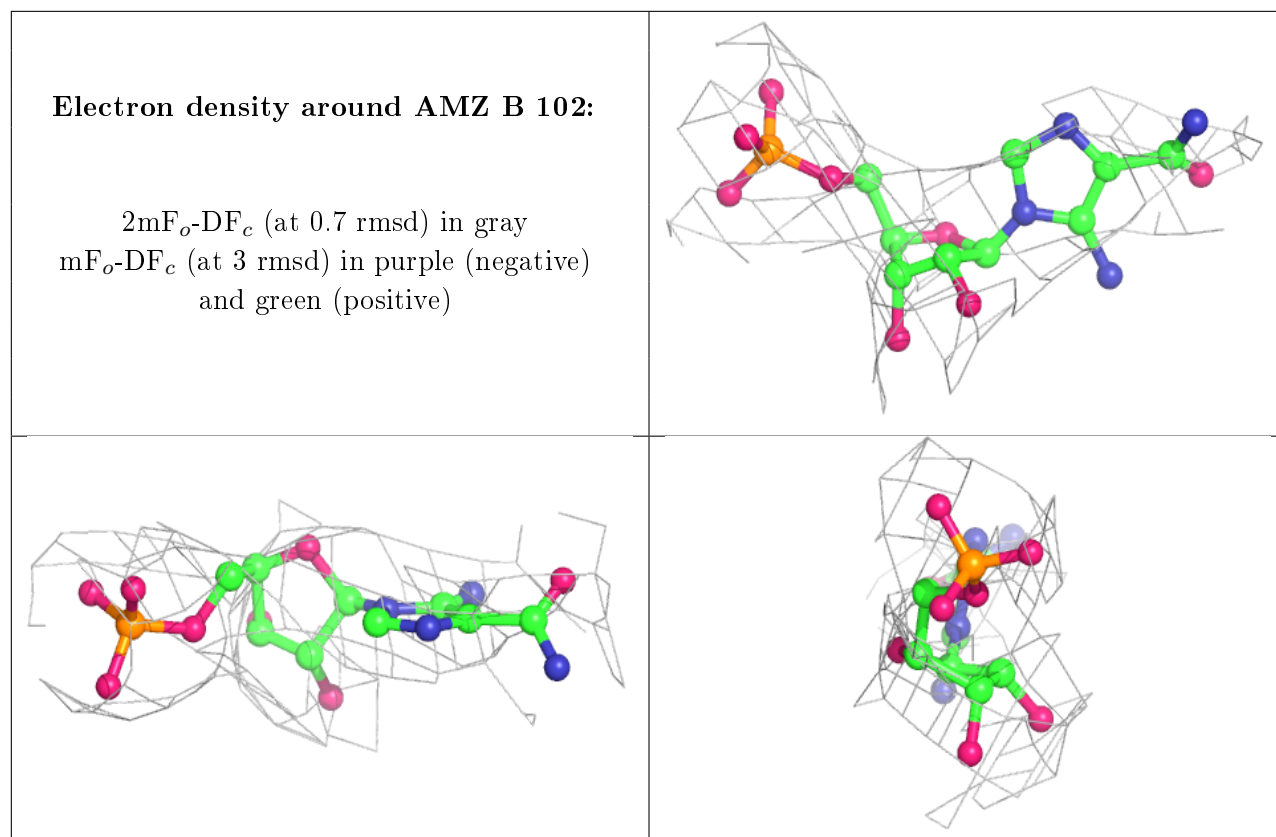 Electron density around AMZ B 102:
2mFo-DFc (at 0.7 rmsd) in gray
mFo-DFc (at 3 rmsd) in purple (negative)
and green (positive)